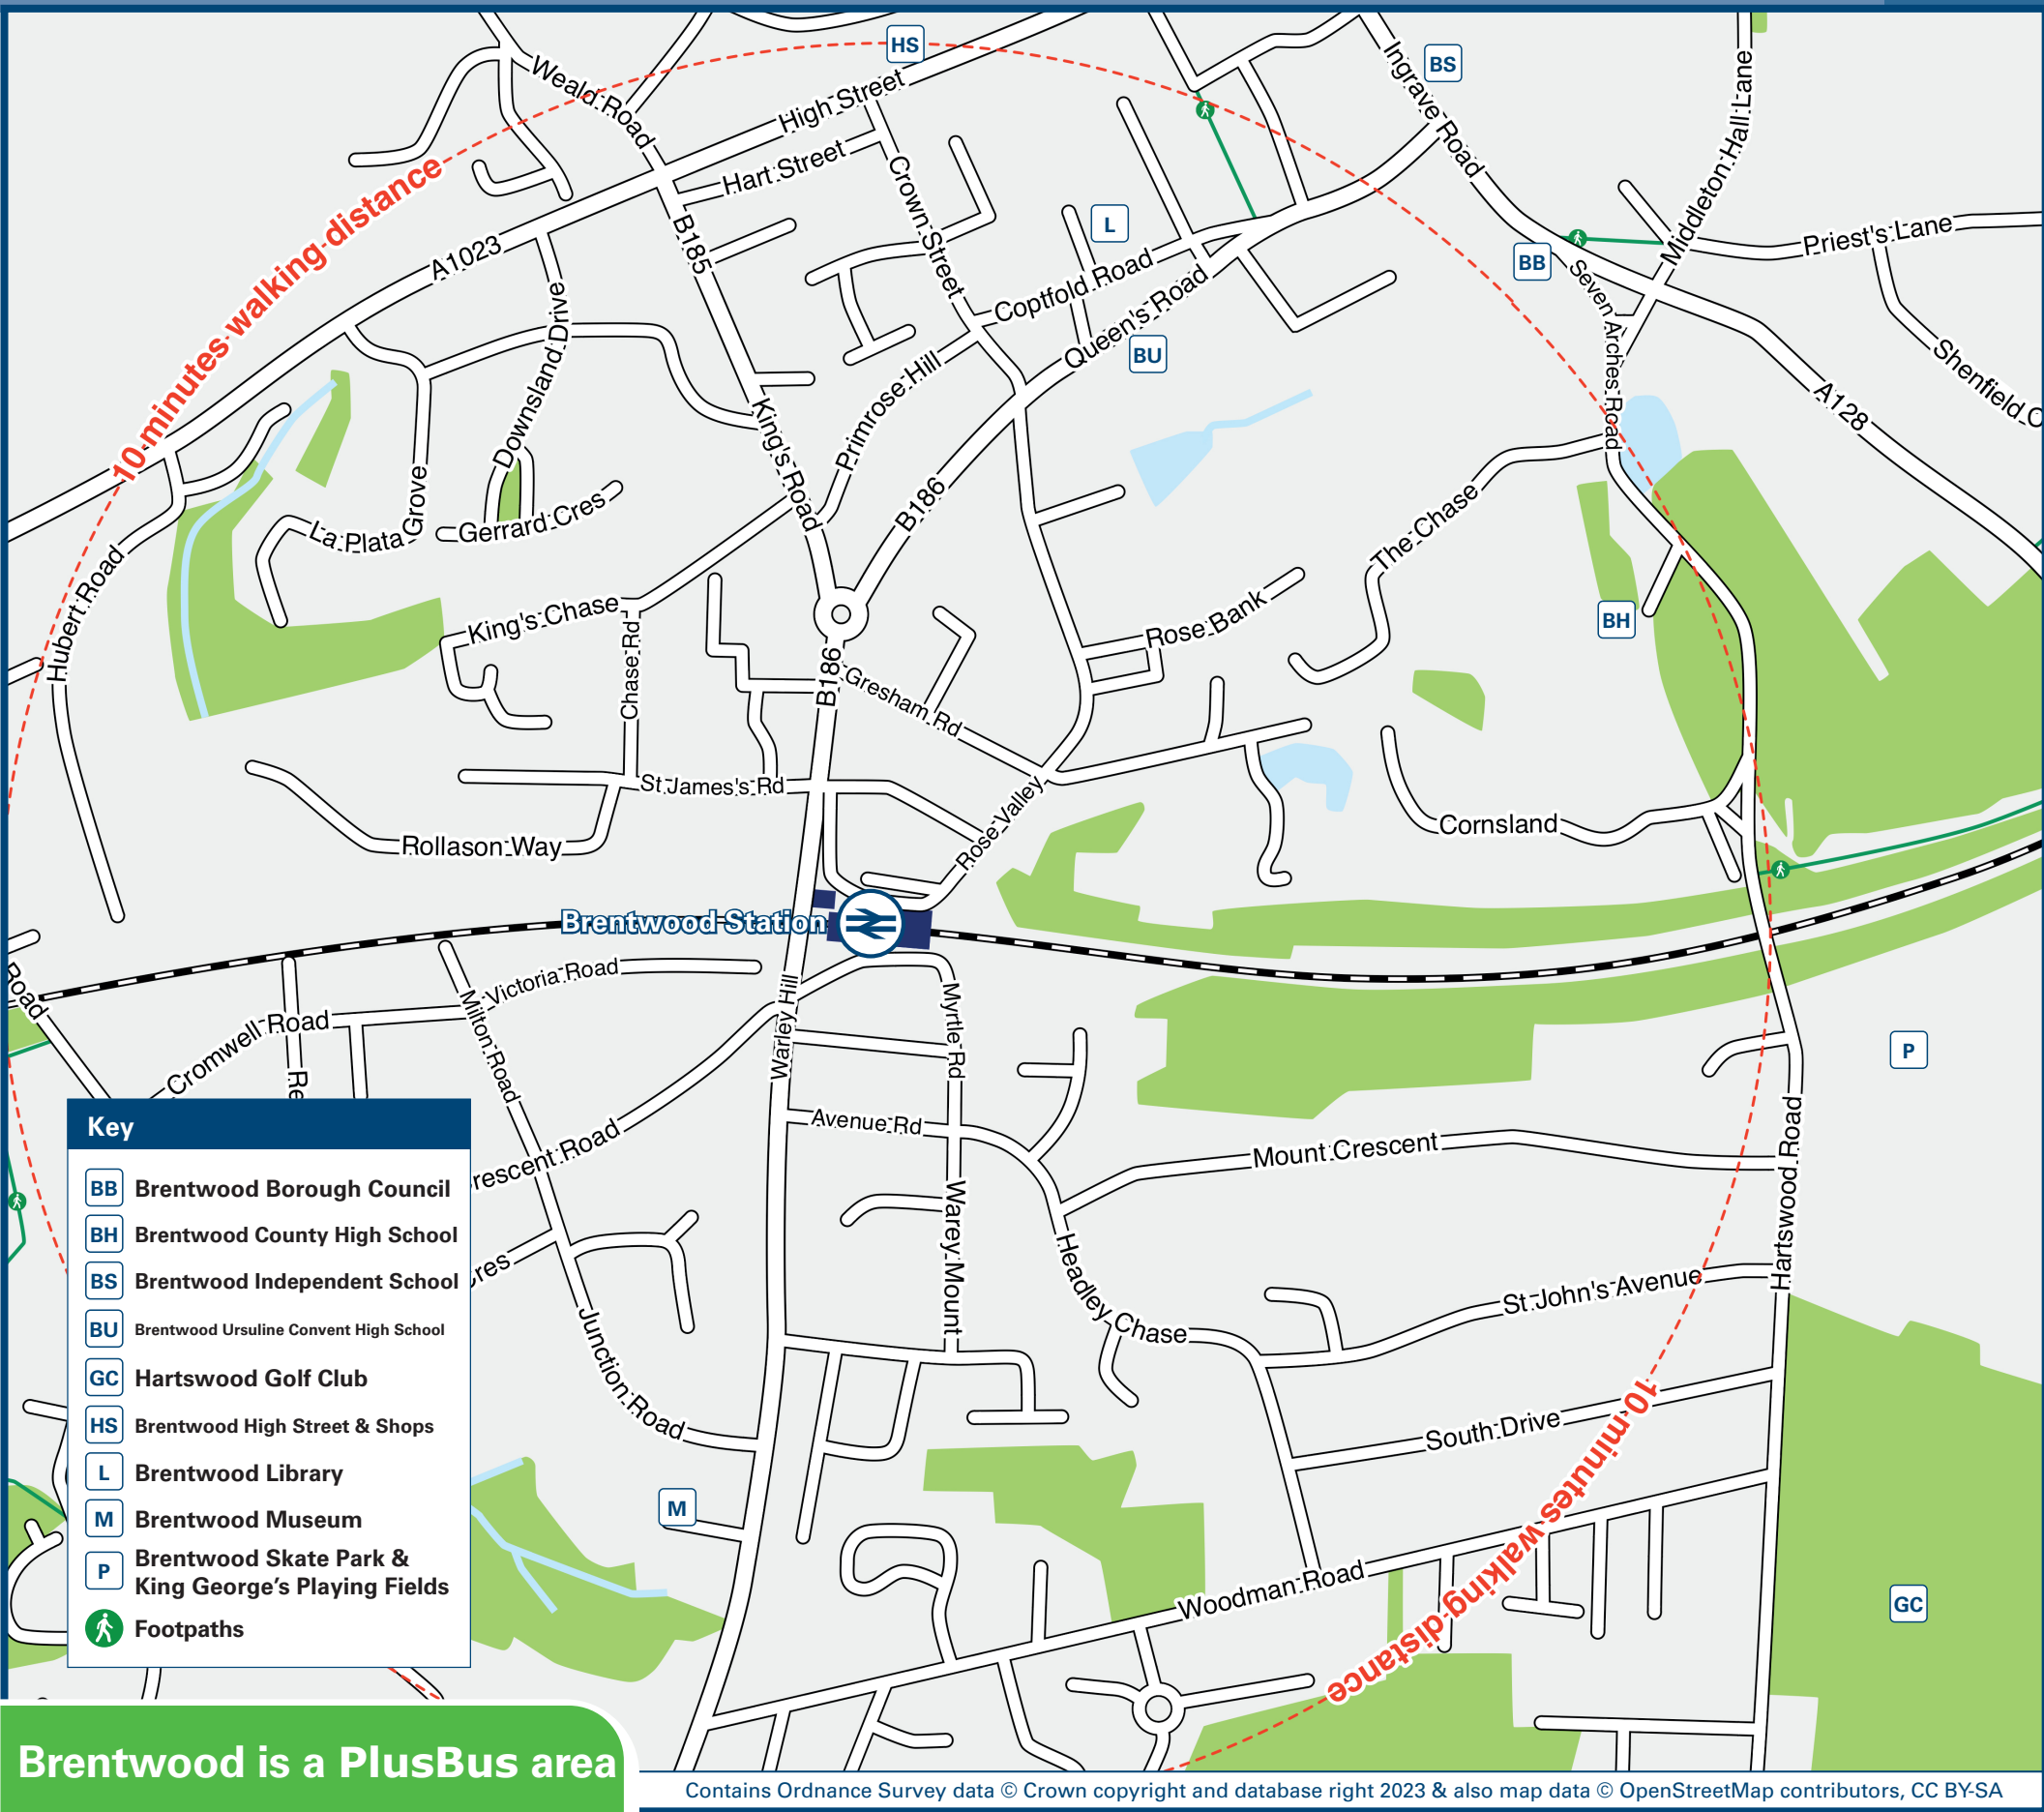 HS
BS
Weald Road
High Street
Ingrave Road
Middleton Hall Lane
Hart Street
10 minutes walking distance
Crown Street
L
B185
A1023
BB
Priest's Lane
Coptfold Road
Queen's Road
Seven Arches Road
BU
Downsland Drive
Primrose Hill
Shenfield C
A128
King's Road
La Plata Grove
Gerrard Cres
B186
The Chase
Hubert Road
King's Chase
Chase Rd
Rose Bank
BH
B186
Gresham Rd
St James's Rd
Rollason Way
Rose Valley
Cornsland
Brentwood Station
Road
Victoria Road
Milton Road
Cromwell Road
Re
Warley Hill
Myrtle Rd
P
Avenue Rd
Mount Crescent
Hartswood Road
rescent Road
Warey Mount
Headley Chase
res
St John's Avenue
Junction Road
South Drive
10 minutes walking distance
M
Woodman Road
GC
Key
BB Brentwood Borough Council
BH Brentwood County High School
BS Brentwood Independent School
BU Brentwood Ursuline Convent High School
GC Hartswood Golf Club
HS Brentwood High Street & Shops
L Brentwood Library
M Brentwood Museum
P Brentwood Skate Park &
King George’s Playing Fields
Footpaths
Brentwood is a PlusBus area
Contains Ordnance Survey data © Crown copyright and database right 2023 & also map data © OpenStreetMap contributors, CC BY-SA